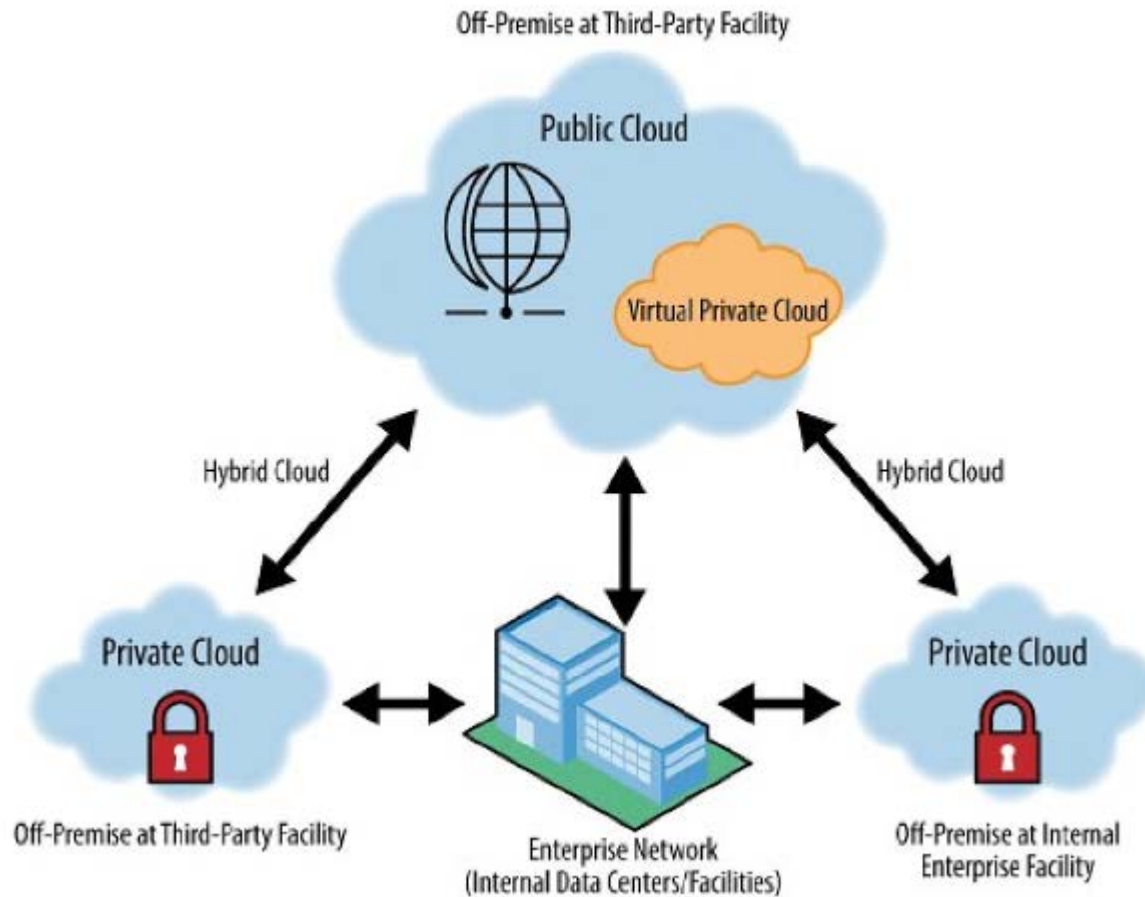 Off-Premise at Third-Party Facility
Public Cloud
Virtual Private Cloud
Hybrid Cloud
Hybrid Cloud
Private Cloud
Private Cloud
Off-Premise at Third-Party Facility
Enterprise Network
(Internal Data Centers/Facilities)
Off-Premise at Internal
Enterprise Facility